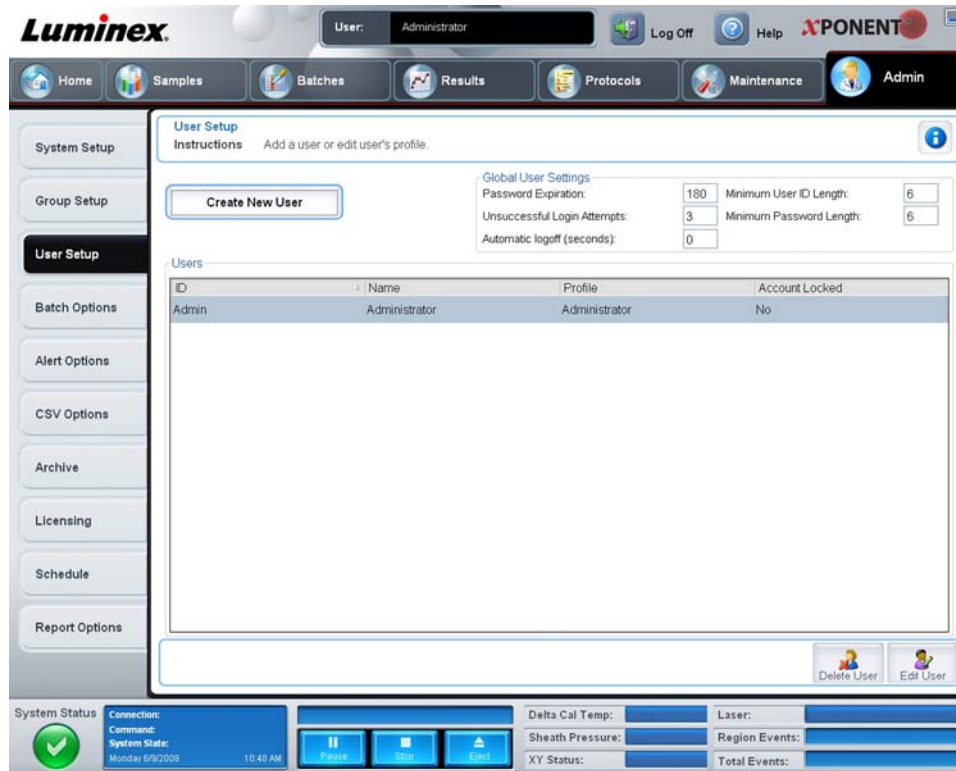 Luminex.
User: Administrator
Log Off
Help
xPONENT
Home
Samples
Batches
Results
Protocols
Maintenance
Admin
System Setup
Group Setup
User Setup
Batch Options
Alert Options
CSV Options
Archive
Licensing
Schedule
Report Options
User Setup
Instructions Add a user or edit user's profile.
Create New User
Global User Settings
Password Expiration: 180 Minimum User ID Length: 6
Unsuccessful Login Attempts: 3 Minimum Password Length: 6
Automatic logoff (seconds): 0
Users
ID Name Profile Account Locked
Admin Administrator Administrator No
Delete User
Edit User
System Status
Connection:
Command:
System State:
Monday 6/9/2008 10:48 AM
Pause
Stop
Eject
Delta Cal Temp:
Sheath Pressure:
XY Status:
Laser:
Region Events:
Total Events: